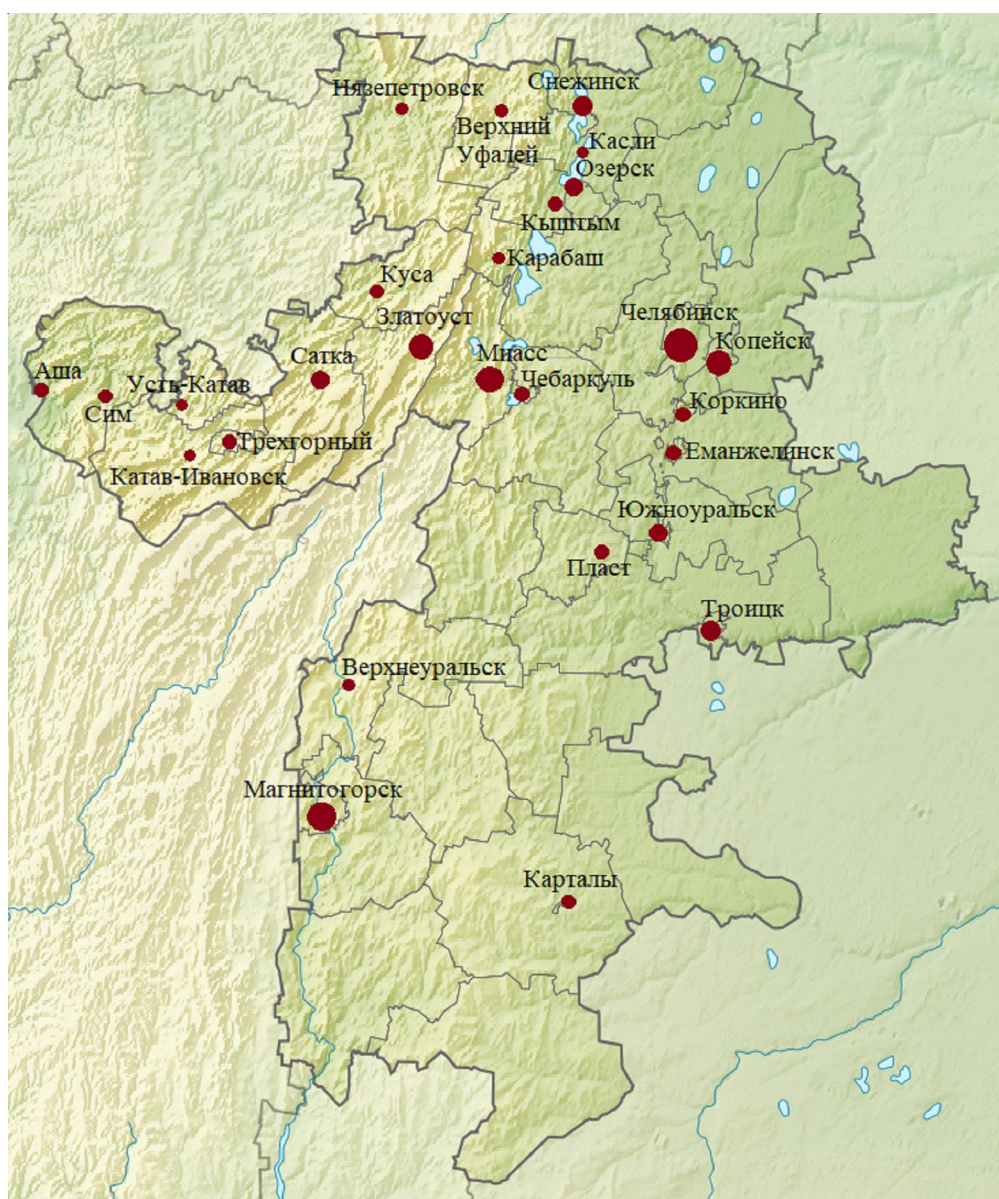 Снежинск
Нязепетровск
Верхний
Уфалей
Касли
Озерск
Кыштым
Карабаш
Куса
Златоуст
Челябинск
Копейск
Сатка
Миасс
Аша
Усть-Катав
Чебаркуль
Сим
Коркино
Трехгорный
Еманжелинск
Катав-Ивановск
Южноуральск
Пласт
Троицк
Верхнеуральск
Магнитогорск
Карталы